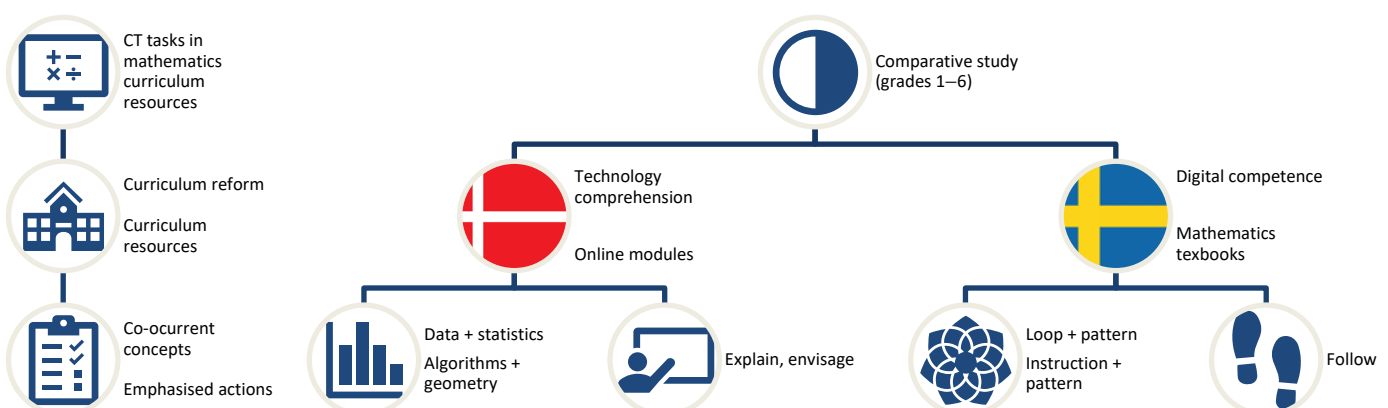 CT tasks in
mathematics
curriculum
resources
Comparative study
(grades 1–6)
Curriculum reform
Curriculum
resources
Technology
comprehension
Online modules
Digital competence
Mathematics
texbooks
Co-ocurrent
concepts
Emphasised actions
Data + statistics
Algorithms +
geometry
Explain, envisage
Loop + pattern
Instruction +
pattern
Follow